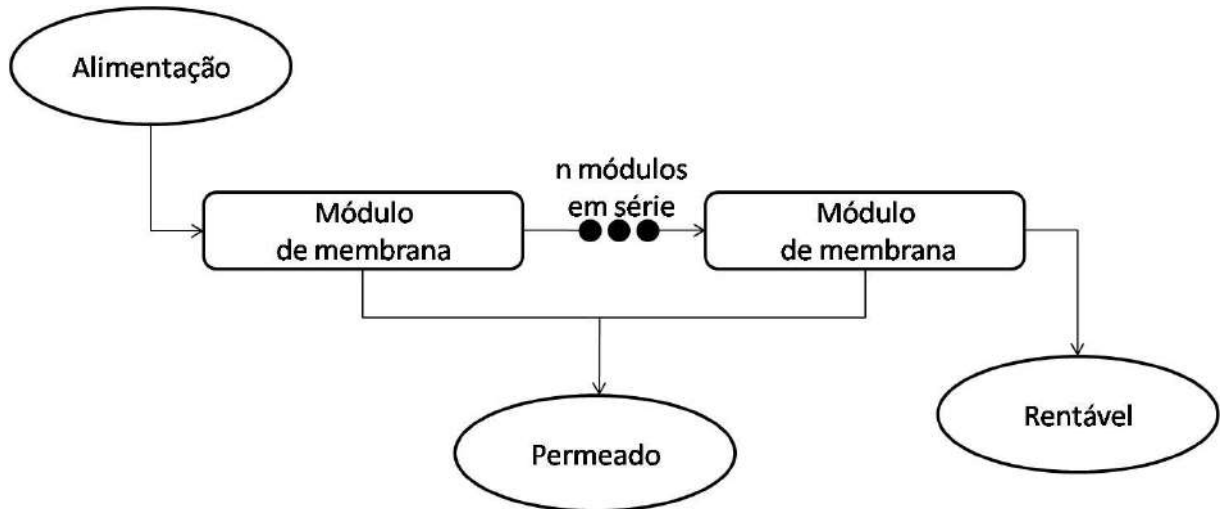 Alimentação
n módulos
em série
Módulo
de membrana
Módulo
de membrana
Permeado
Rentável